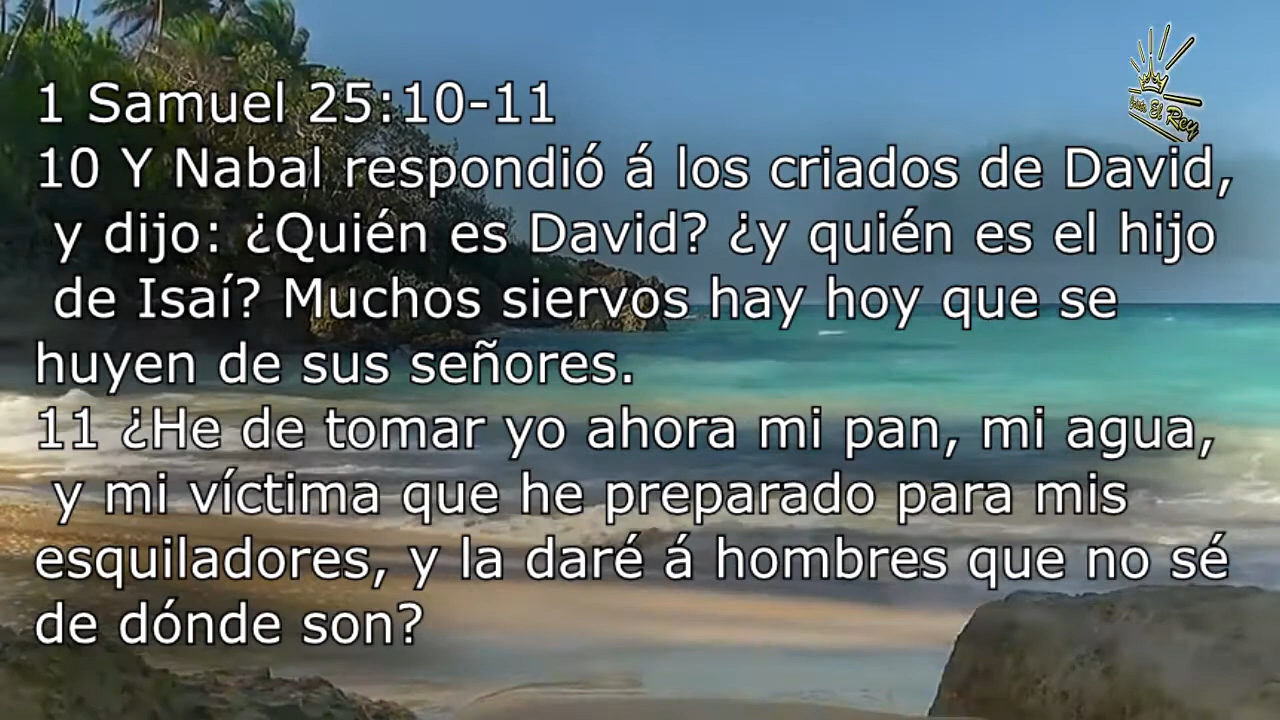 1 Samuel 25:10-11
10 Y Nabal respondió á los criados de David,
y dijo: ¿Quién es David? ¿y quién es el hijo
de Isaí? Muchos siervos hay hoy que se
huyen de sus señores.
11 ¿He de tomar yo ahora mi pan, mi agua,
y mi víctima que he preparado para mis
esquiladores, y la daré á hombres que no sé
de dónde son?
El Rey